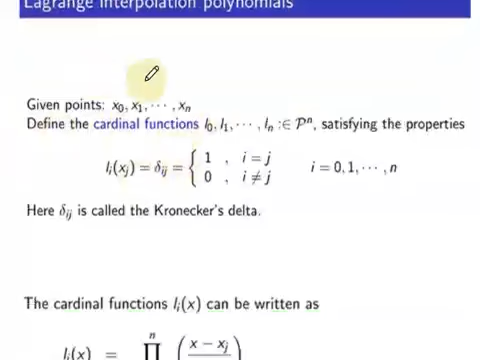 Lagrange interpolation polynomials
Given points: x₀, x₁, ⋯ , xₙ
Define the cardinal functions l₀, l₁, ⋯ , lₙ :∈ 𝒫ⁿ, satisfying the properties
lᵢ(xⱼ) = δᵢⱼ = { 1 , i = j
0 , i ≠ j i = 0, 1, ⋯ , n
Here δᵢⱼ is called the Kronecker's delta.
The cardinal functions lᵢ(x) can be written as
n
lᵢ(x) = ∏ ( x − xⱼ )